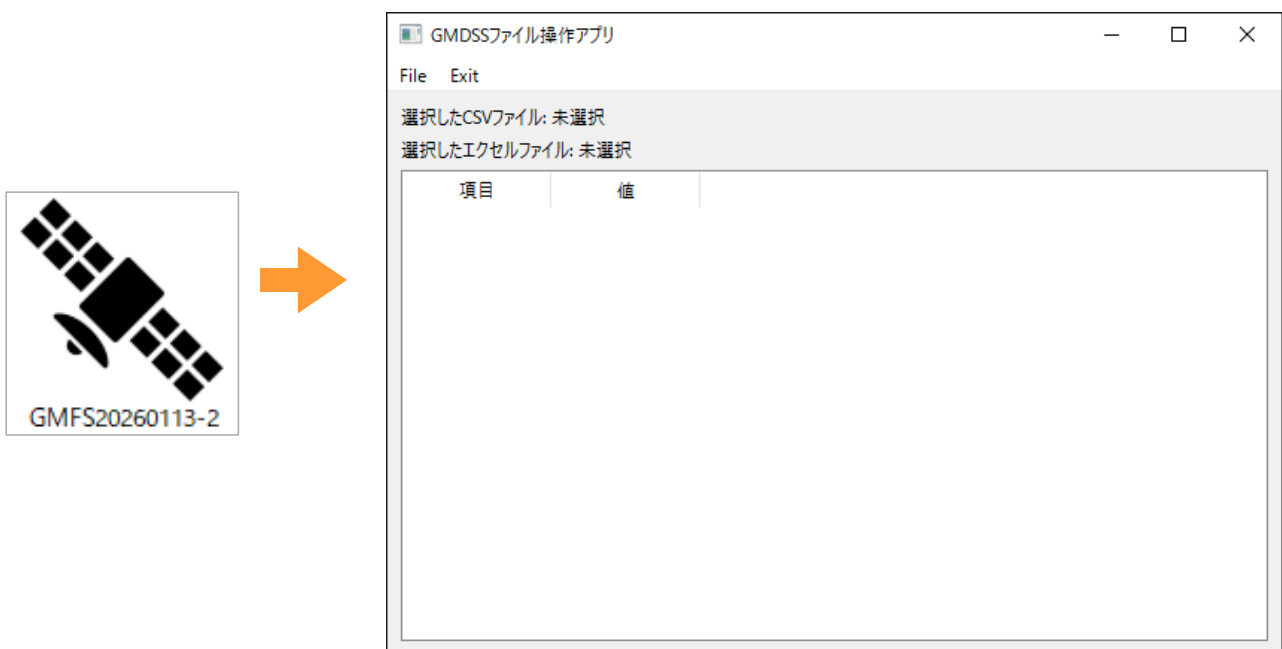 GMFS20260113-2
GMDSSファイル操作アプリ
File Exit
選択したCSVファイル: 未選択
選択したエクセルファイル: 未選択
項目 値